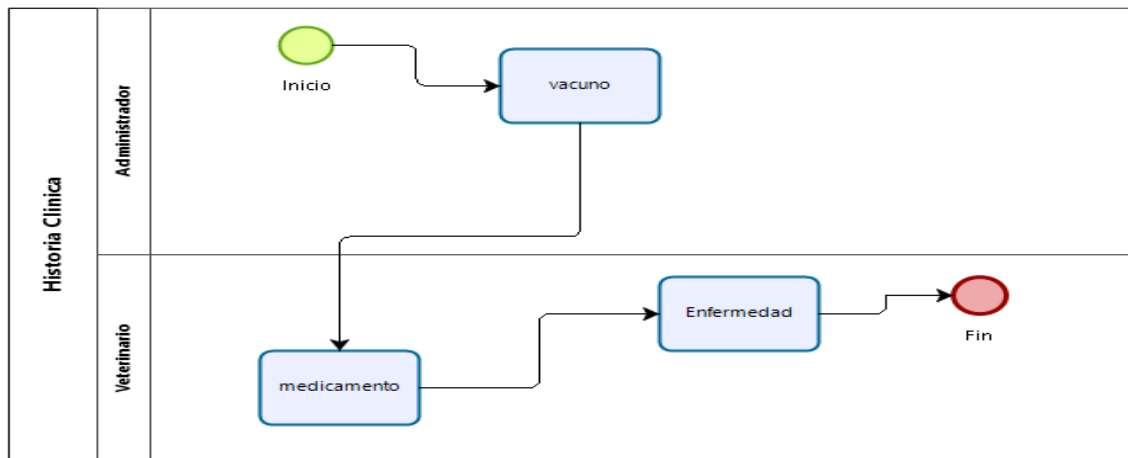 Historia Clinica
Administrador
Inicio
vacuno
Veterinario
medicamento
Enfermedad
Fin